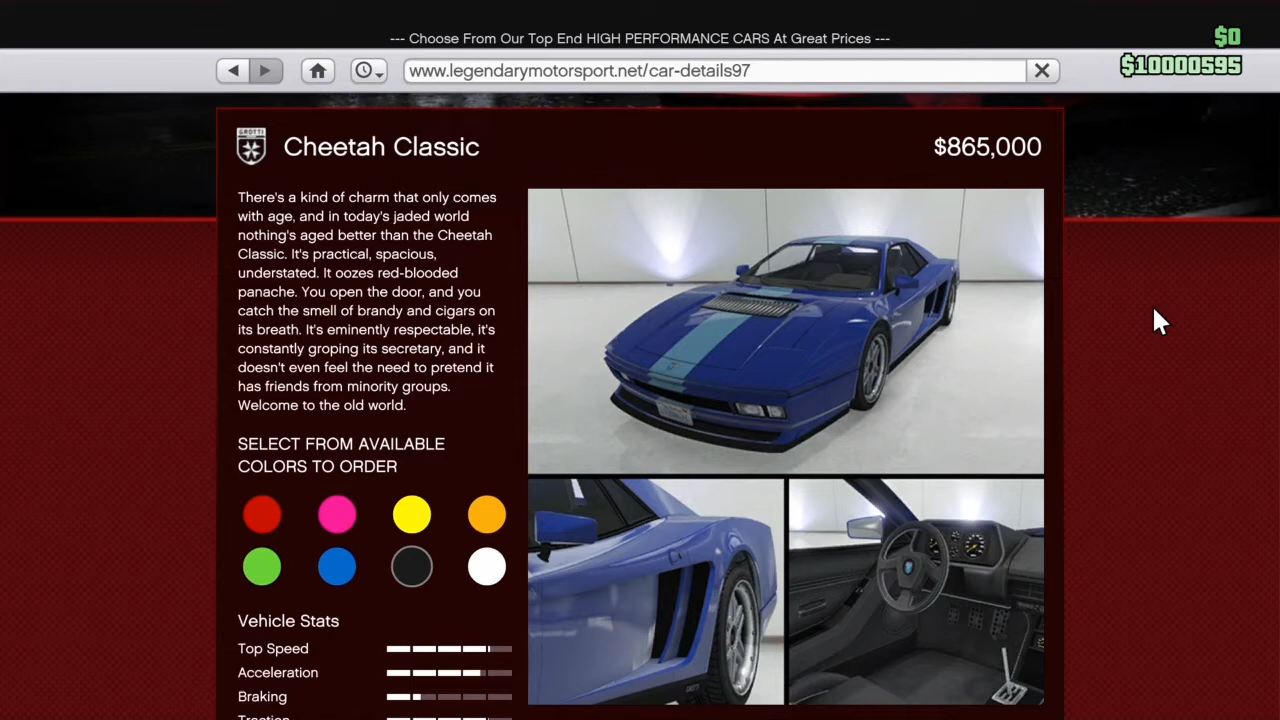 --- Choose From Our Top End HIGH PERFORMANCE CARS At Great Prices ---
$0
www.legendarymotorsport.net/car-details97
$10000595
GROTTI
Cheetah Classic
$865,000
There's a kind of charm that only comes
with age, and in today's jaded world
nothing's aged better than the Cheetah
Classic. It's practical, spacious,
understated. It oozes red-blooded
panache. You open the door, and you
catch the smell of brandy and cigars on
its breath. It's eminently respectable, it's
constantly groping its secretary, and it
doesn't even feel the need to pretend it
has friends from minority groups.
Welcome to the old world.
SELECT FROM AVAILABLE
COLORS TO ORDER
Vehicle Stats
Top Speed
Acceleration
Braking
Traction